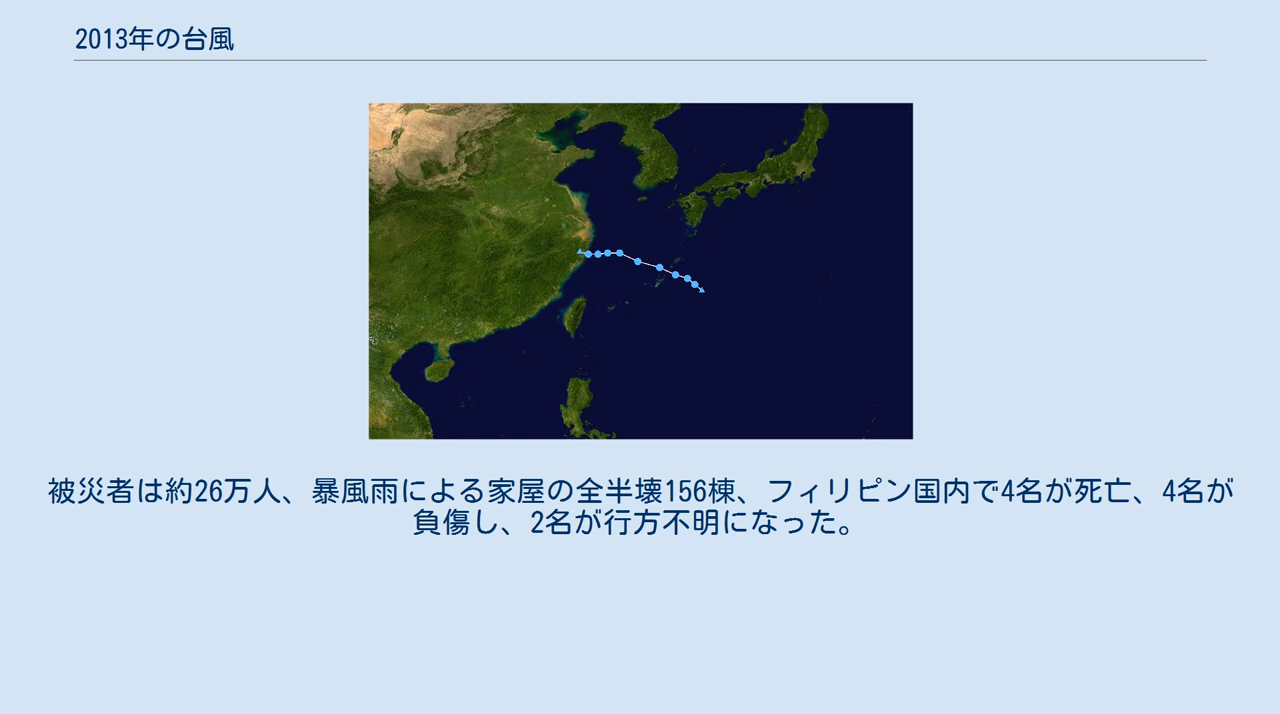 2013年の台風
被災者は約26万人、暴風雨による家屋の全半壊156棟、フィリピン国内で4名が死亡、4名が
負傷し、2名が行方不明になった。